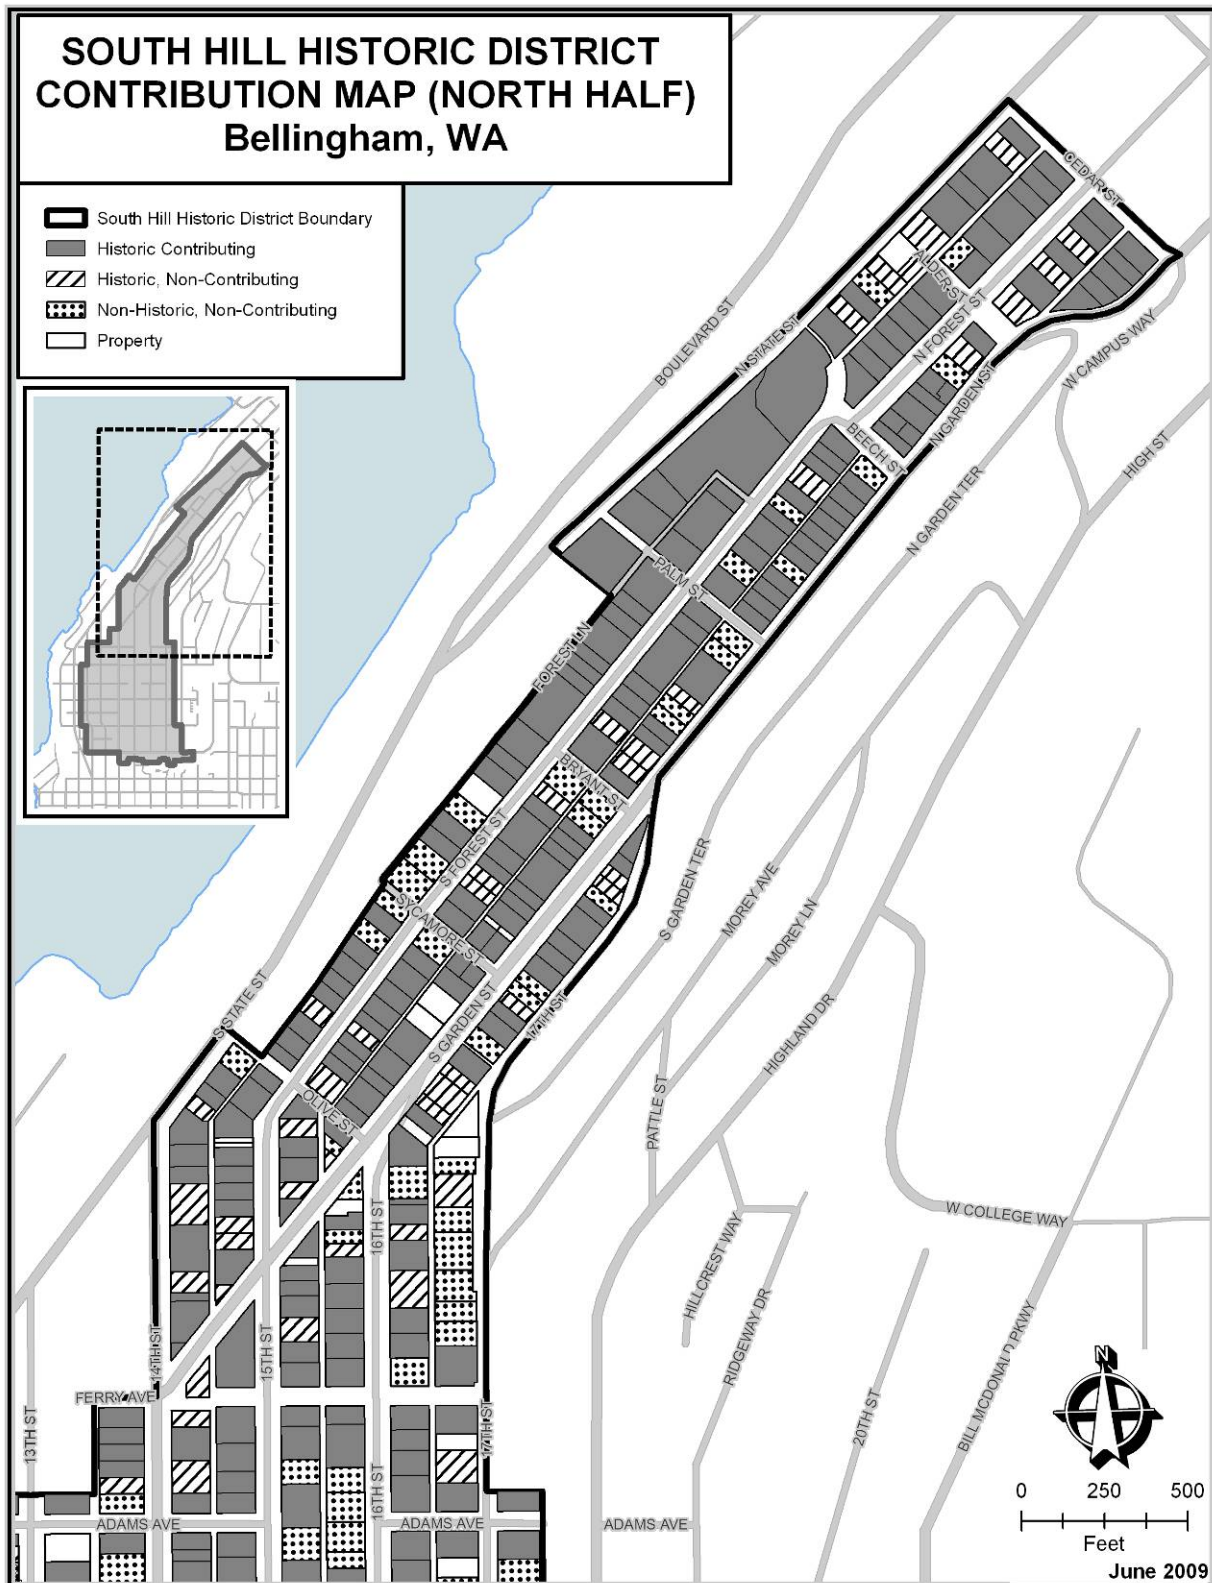 SOUTH HILL HISTORIC DISTRICT
CONTRIBUTION MAP (NORTH HALF)
Bellingham, WA
South Hill Historic District Boundary
Historic Contributing
Historic, Non-Contributing
Non-Historic, Non-Contributing
Property
CEDAR ST
ALDER ST
N FOREST ST
BOULEVARD ST
N STATE ST
W CAMPUS WAY
N GARDEN ST
BEECH ST
HIGH ST
N GARDEN TER
PALM ST
FOREST LN
BRYANT ST
S FOREST ST
S GARDEN TER
MOREY AVE
MOREY LN
SYCAMORE ST
S STATE ST
S GARDEN ST
17TH ST
HIGHLAND DR
OLIVE ST
PATTLE ST
16TH ST
W COLLEGE WAY
HILLCREST WAY
RIDGEWAY DR
14TH ST
15TH ST
BILL MCDONALD PKWY
N
FERRY AVE
13TH ST
17TH ST
20TH ST
16TH ST
ADAMS AVE
ADAMS AVE
ADAMS AVE
0 250 500
Feet
June 2009